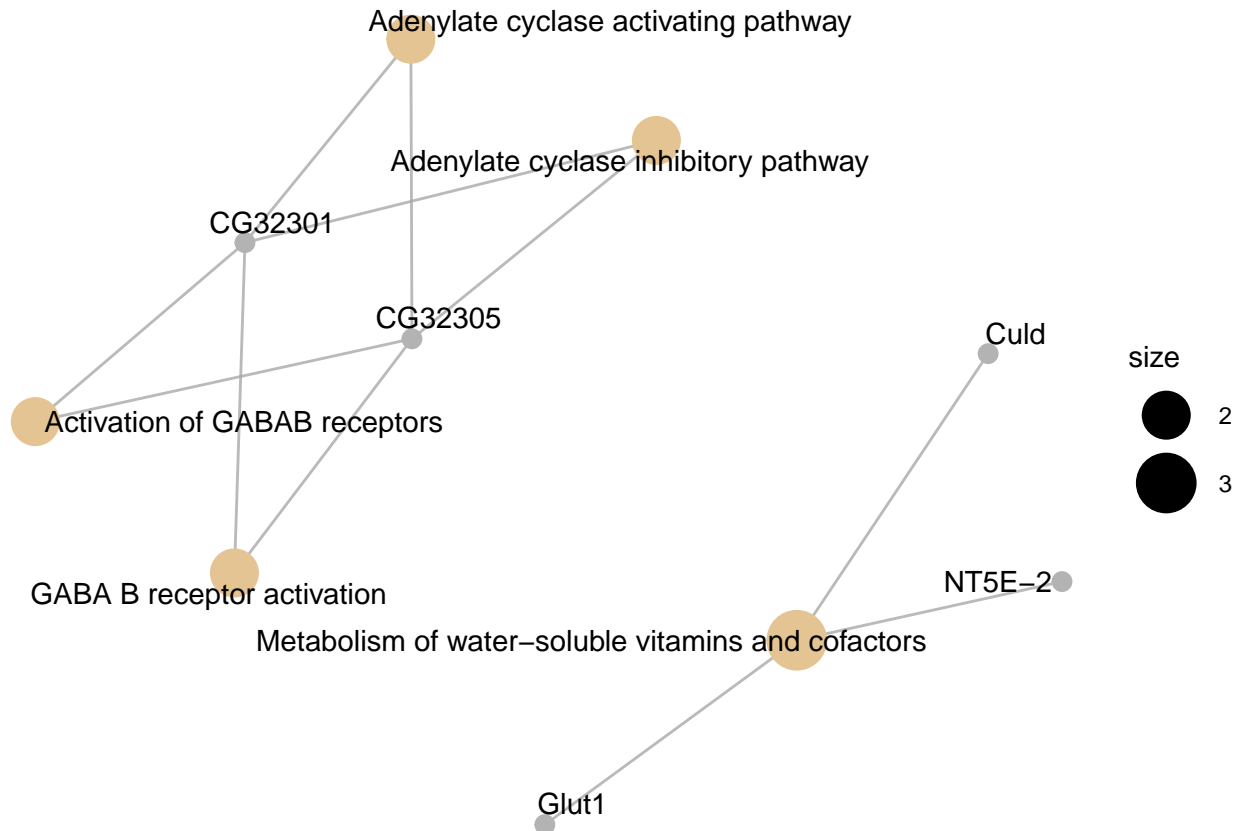 Adenylate cyclase activating pathway
Adenylate cyclase inhibitory pathway
CG32301
CG32305
Culd
size
2
Activation of GABAB receptors
3
NT5E−2
GABA B receptor activation
Metabolism of water−soluble vitamins and cofactors
Glut1